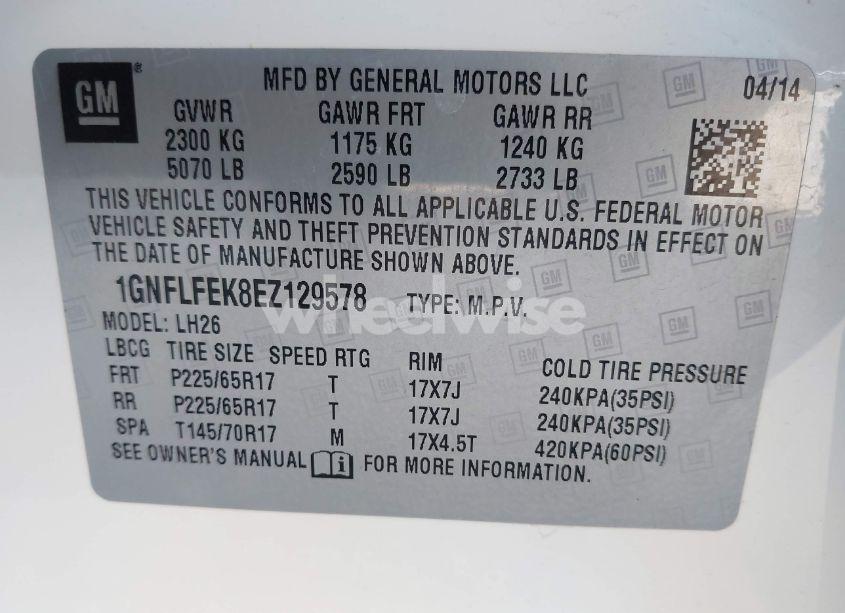 GM
MFD BY GENERAL MOTORS LLC 04/14
GVWR GAWR FRT GAWR RR
2300 KG 1175 KG 1240 KG
5070 LB 2590 LB 2733 LB
THIS VEHICLE CONFORMS TO ALL APPLICABLE U.S. FEDERAL MOTOR
VEHICLE SAFETY AND THEFT PREVENTION STANDARDS IN EFFECT ON
THE DATE OF MANUFACTURE SHOWN ABOVE.
1GNFLFEK8EZ129578 TYPE: M.P.V.
wheelwise
MODEL: LH26
LBCG TIRE SIZE SPEED RTG RIM COLD TIRE PRESSURE
FRT P225/65R17 T 17X7J 240KPA(35PSI)
RR P225/65R17 T 17X7J 240KPA(35PSI)
SPA T145/70R17 M 17X4.5T 420KPA(60PSI)
SEE OWNER'S MANUAL i FOR MORE INFORMATION.